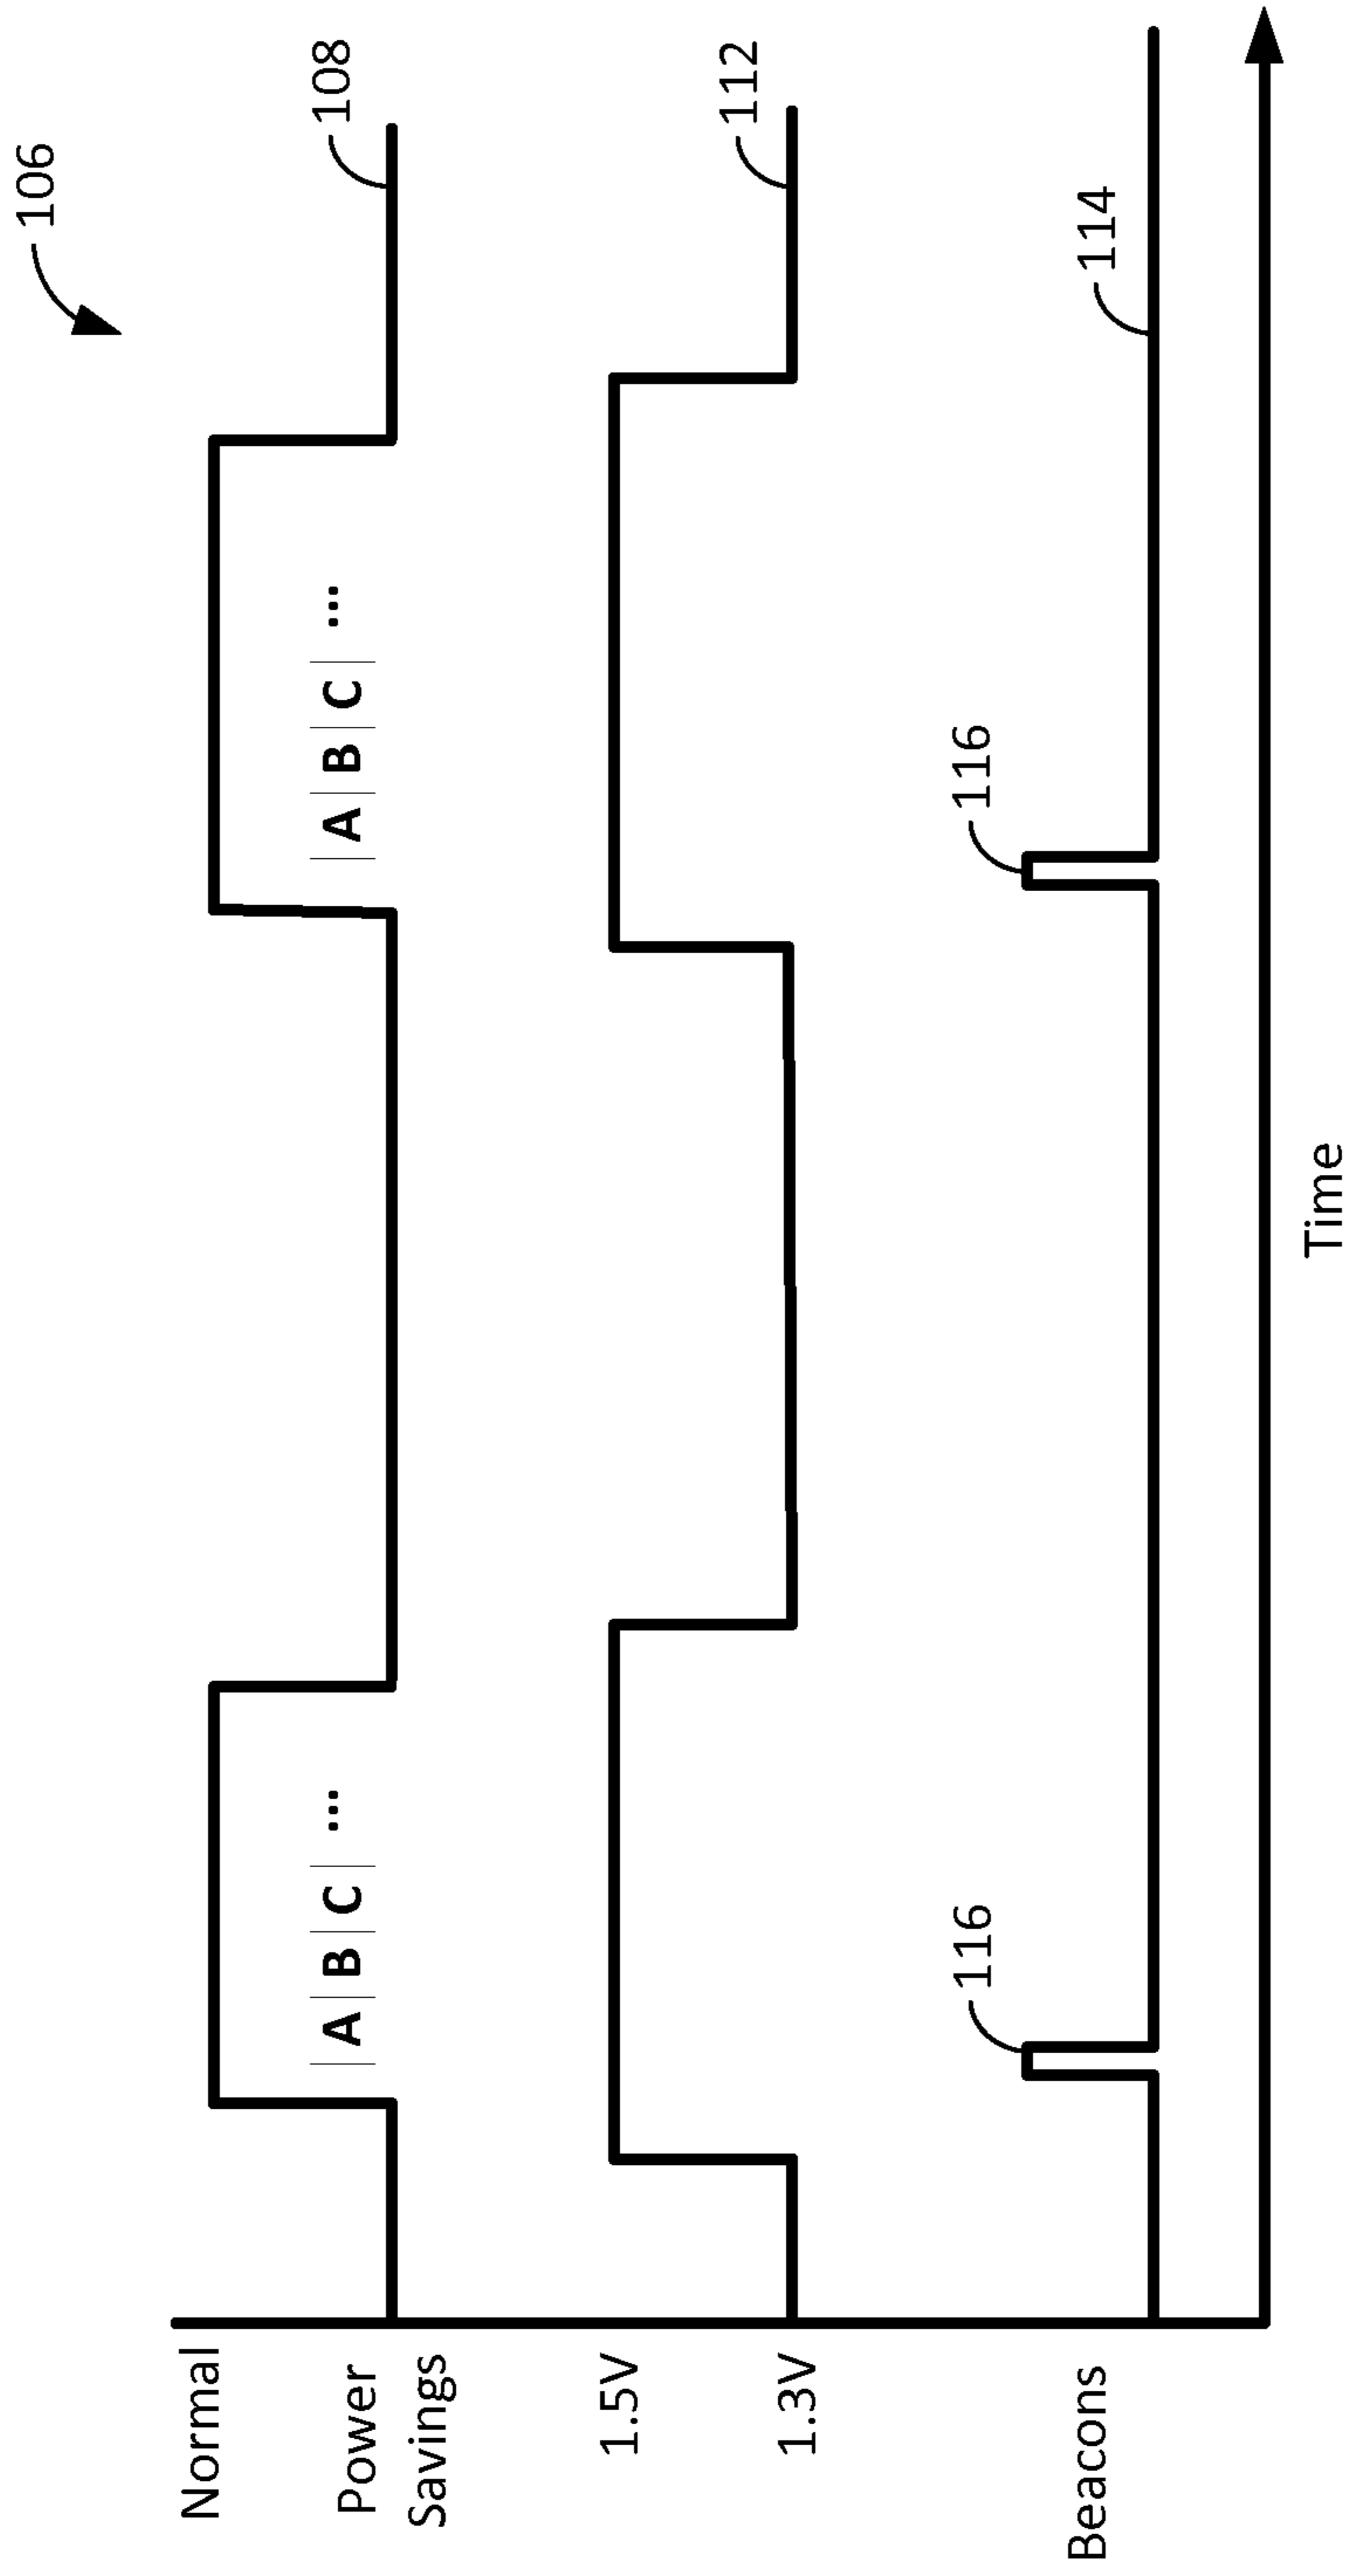 106
Normal
108
Power
Savings
| A | B | C | ...
| A | B | C | ...
1.5V
112
1.3V
116
116
Beacons
114
Time